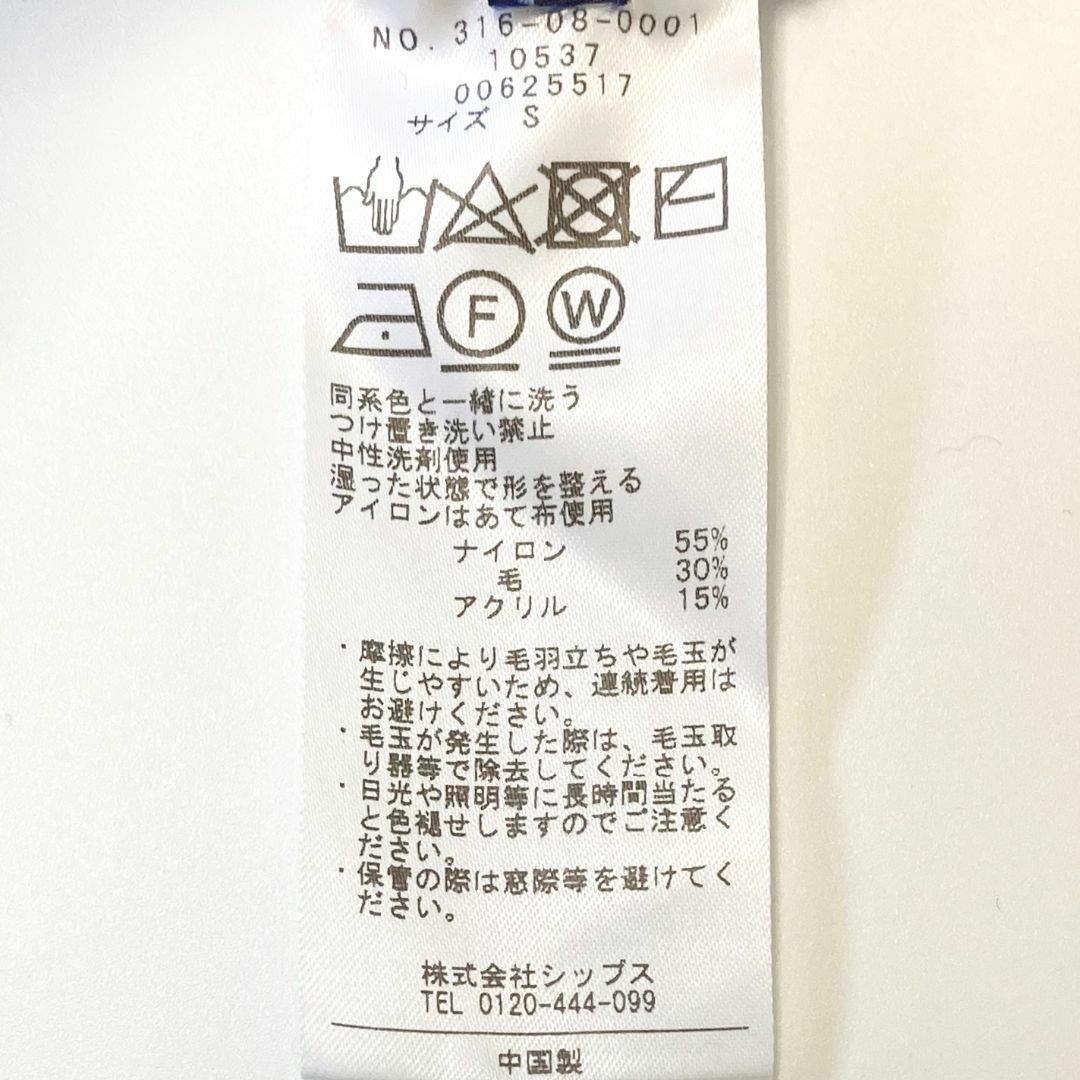 NO. 316-08-0001
10537
00625517
サイズ S
F W
同系色と一緒に洗う
つけ置き洗い禁止
中性洗剤使用
湿った状態で形を整える
アイロンはあて布使用
ナイロン 55%
毛 30%
アクリル 15%
・摩擦により毛羽立ちや毛玉が
生じやすいため、連続着用は
お避けください。
・毛玉が発生した際は、毛玉取
り器等で除去してください。
・日光や照明等に長時間当たる
と色褪せしますのでご注意く
ださい。
・保管の際は窓際等を避けてく
ださい。
株式会社シップス
TEL 0120-444-099
中国製